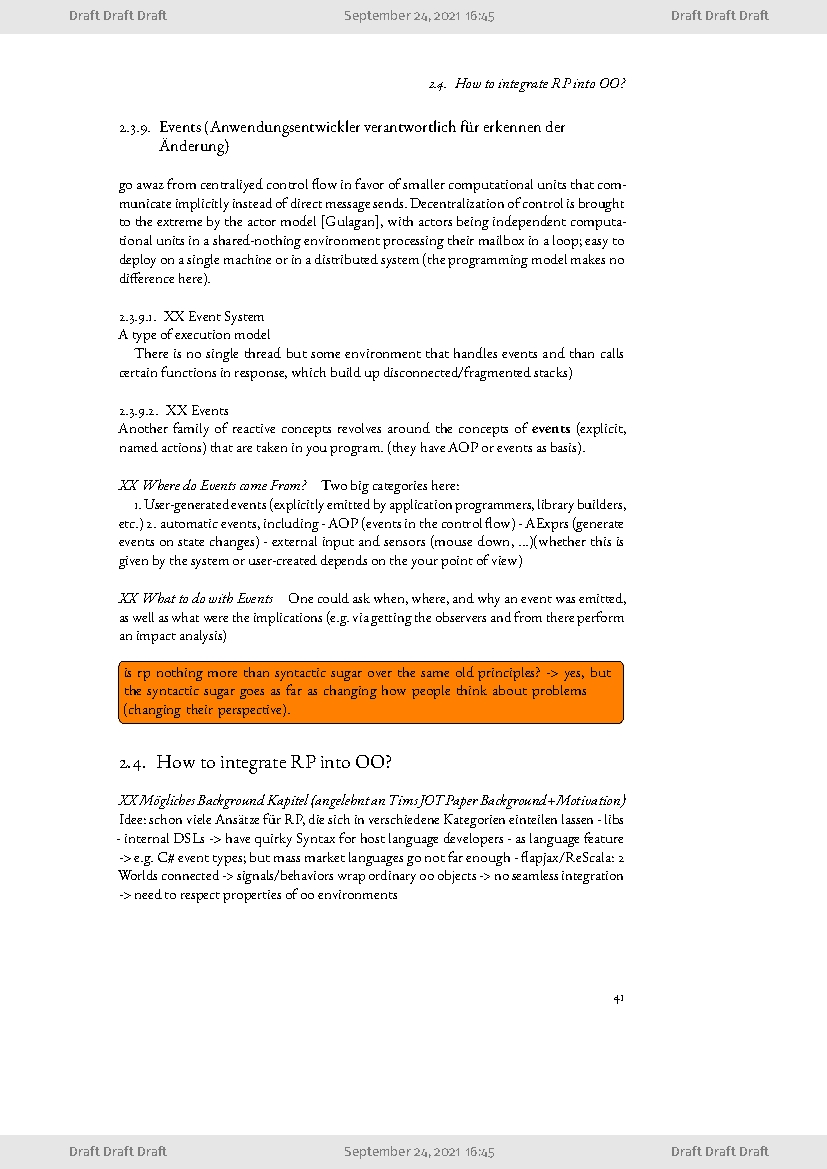 Draft Draft Draft September 24, 2021 16:45 Draft Draft Draft
2.4. How to integrate RP into OO?
2.3.9. Events (Anwendungsentwickler verantwortlich für erkennen der
Änderung)
go awaz from centraliyed control flow in favor of smaller computational units that com-
municate implicitly instead of direct message sends. Decentralization of control is brought
to the extreme by the actor model [Gulagan], with actors being independent computa-
tional units in a shared-nothing environment processing their mailbox in a loop; easy to
deploy on a single machine or in a distributed system (the programming model makes no
difference here).
2.3.9.1. XX Event System
A type of execution model
There is no single thread but some environment that handles events and than calls
certain functions in response, which build up disconnected/fragmented stacks)
2.3.9.2. XX Events
Another family of reactive concepts revolves around the concepts of events (explicit,
named actions) that are taken in you program. (they have AOP or events as basis).
XX Where do Events come From? Two big categories here:
1. User-generated events (explicitly emitted by application programmers, library builders,
etc.) 2. automatic events, including - AOP (events in the control flow) - AExprs (generate
events on state changes) - external input and sensors (mouse down, ...)(whether this is
given by the system or user-created depends on the your point of view)
XX What to do with Events One could ask when, where, and why an event was emitted,
as well as what were the implications (e.g. via getting the observers and from there perform
an impact analysis)
is rp nothing more than syntactic sugar over the same old principles? -> yes, but
the syntactic sugar goes as far as changing how people think about problems
(changing their perspective).
2.4. How to integrate RP into OO?
XX Mögliches Background Kapitel (angelehnt an Tims JOT Paper Background+Motivation)
Idee: schon viele Ansätze für RP, die sich in verschiedene Kategorien einteilen lassen - libs
- internal DSLs -> have quirky Syntax for host language developers - as language feature
-> e.g. C# event types; but mass market languages go not far enough - flapjax/ReScala: 2
Worlds connected -> signals/behaviors wrap ordinary oo objects -> no seamless integration
-> need to respect properties of oo environments
41
Draft Draft Draft September 24, 2021 16:45 Draft Draft Draft